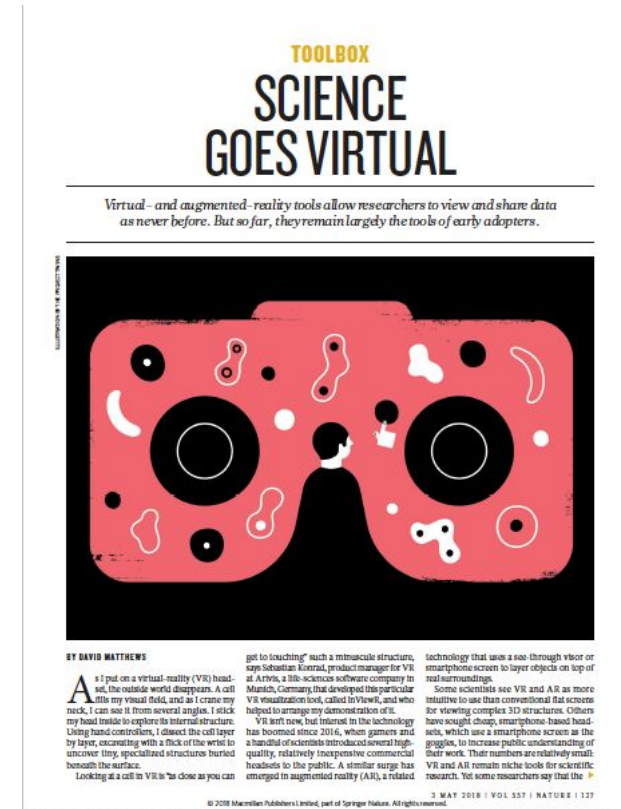 TOOLBOX
SCIENCE
GOES VIRTUAL
Virtual- and augmented-reality tools allow researchers to view and share data
as never before. But so far, they remain largely the tools of early adopters.
BY DAVID MATTHEWS
As I put on a virtual-reality (VR) head-
set, the outside world disappears. A cell
fills my visual field, and as I crane my
neck, I can see it from several angles. I stick
my head inside to explore its internal structure.
Using hand controllers, I dissect the cell layer
by layer, excavating with a flick of the wrist to
uncover tiny, specialized structures buried
beneath the surface.
Looking at a cell in VR is “as close as you can
get to touching” such a minuscule structure,
says Sebastian Konrad, product manager for VR
at Arivis, a life-sciences software company in
Munich, Germany, that developed this particular
VR visualization tool, called InViewR, and who
helped to arrange my demonstration of it.
VR isn't new, but interest in the technology
has boomed since 2016, when gamers and
a handful of scientists introduced several high-
quality, relatively inexpensive commercial
headsets to the public. A similar surge has
emerged in augmented reality (AR), a related
technology that uses a see-through visor or
smartphone screen to layer objects on top of
real surroundings.
Some scientists see VR and AR as more
intuitive to use than conventional flat screens
for viewing complex 3D structures. Others
have sought cheap, smartphone-based head-
sets, which use a smartphone screen as the
goggles, to increase public understanding of
their work. Their numbers are relatively small:
VR and AR remain niche tools for scientific
research. Yet some researchers say that the
3 MAY 2018 | VOL 557 | NATURE | 127
© 2018 Macmillan Publishers Limited, part of Springer Nature. All rights reserved.